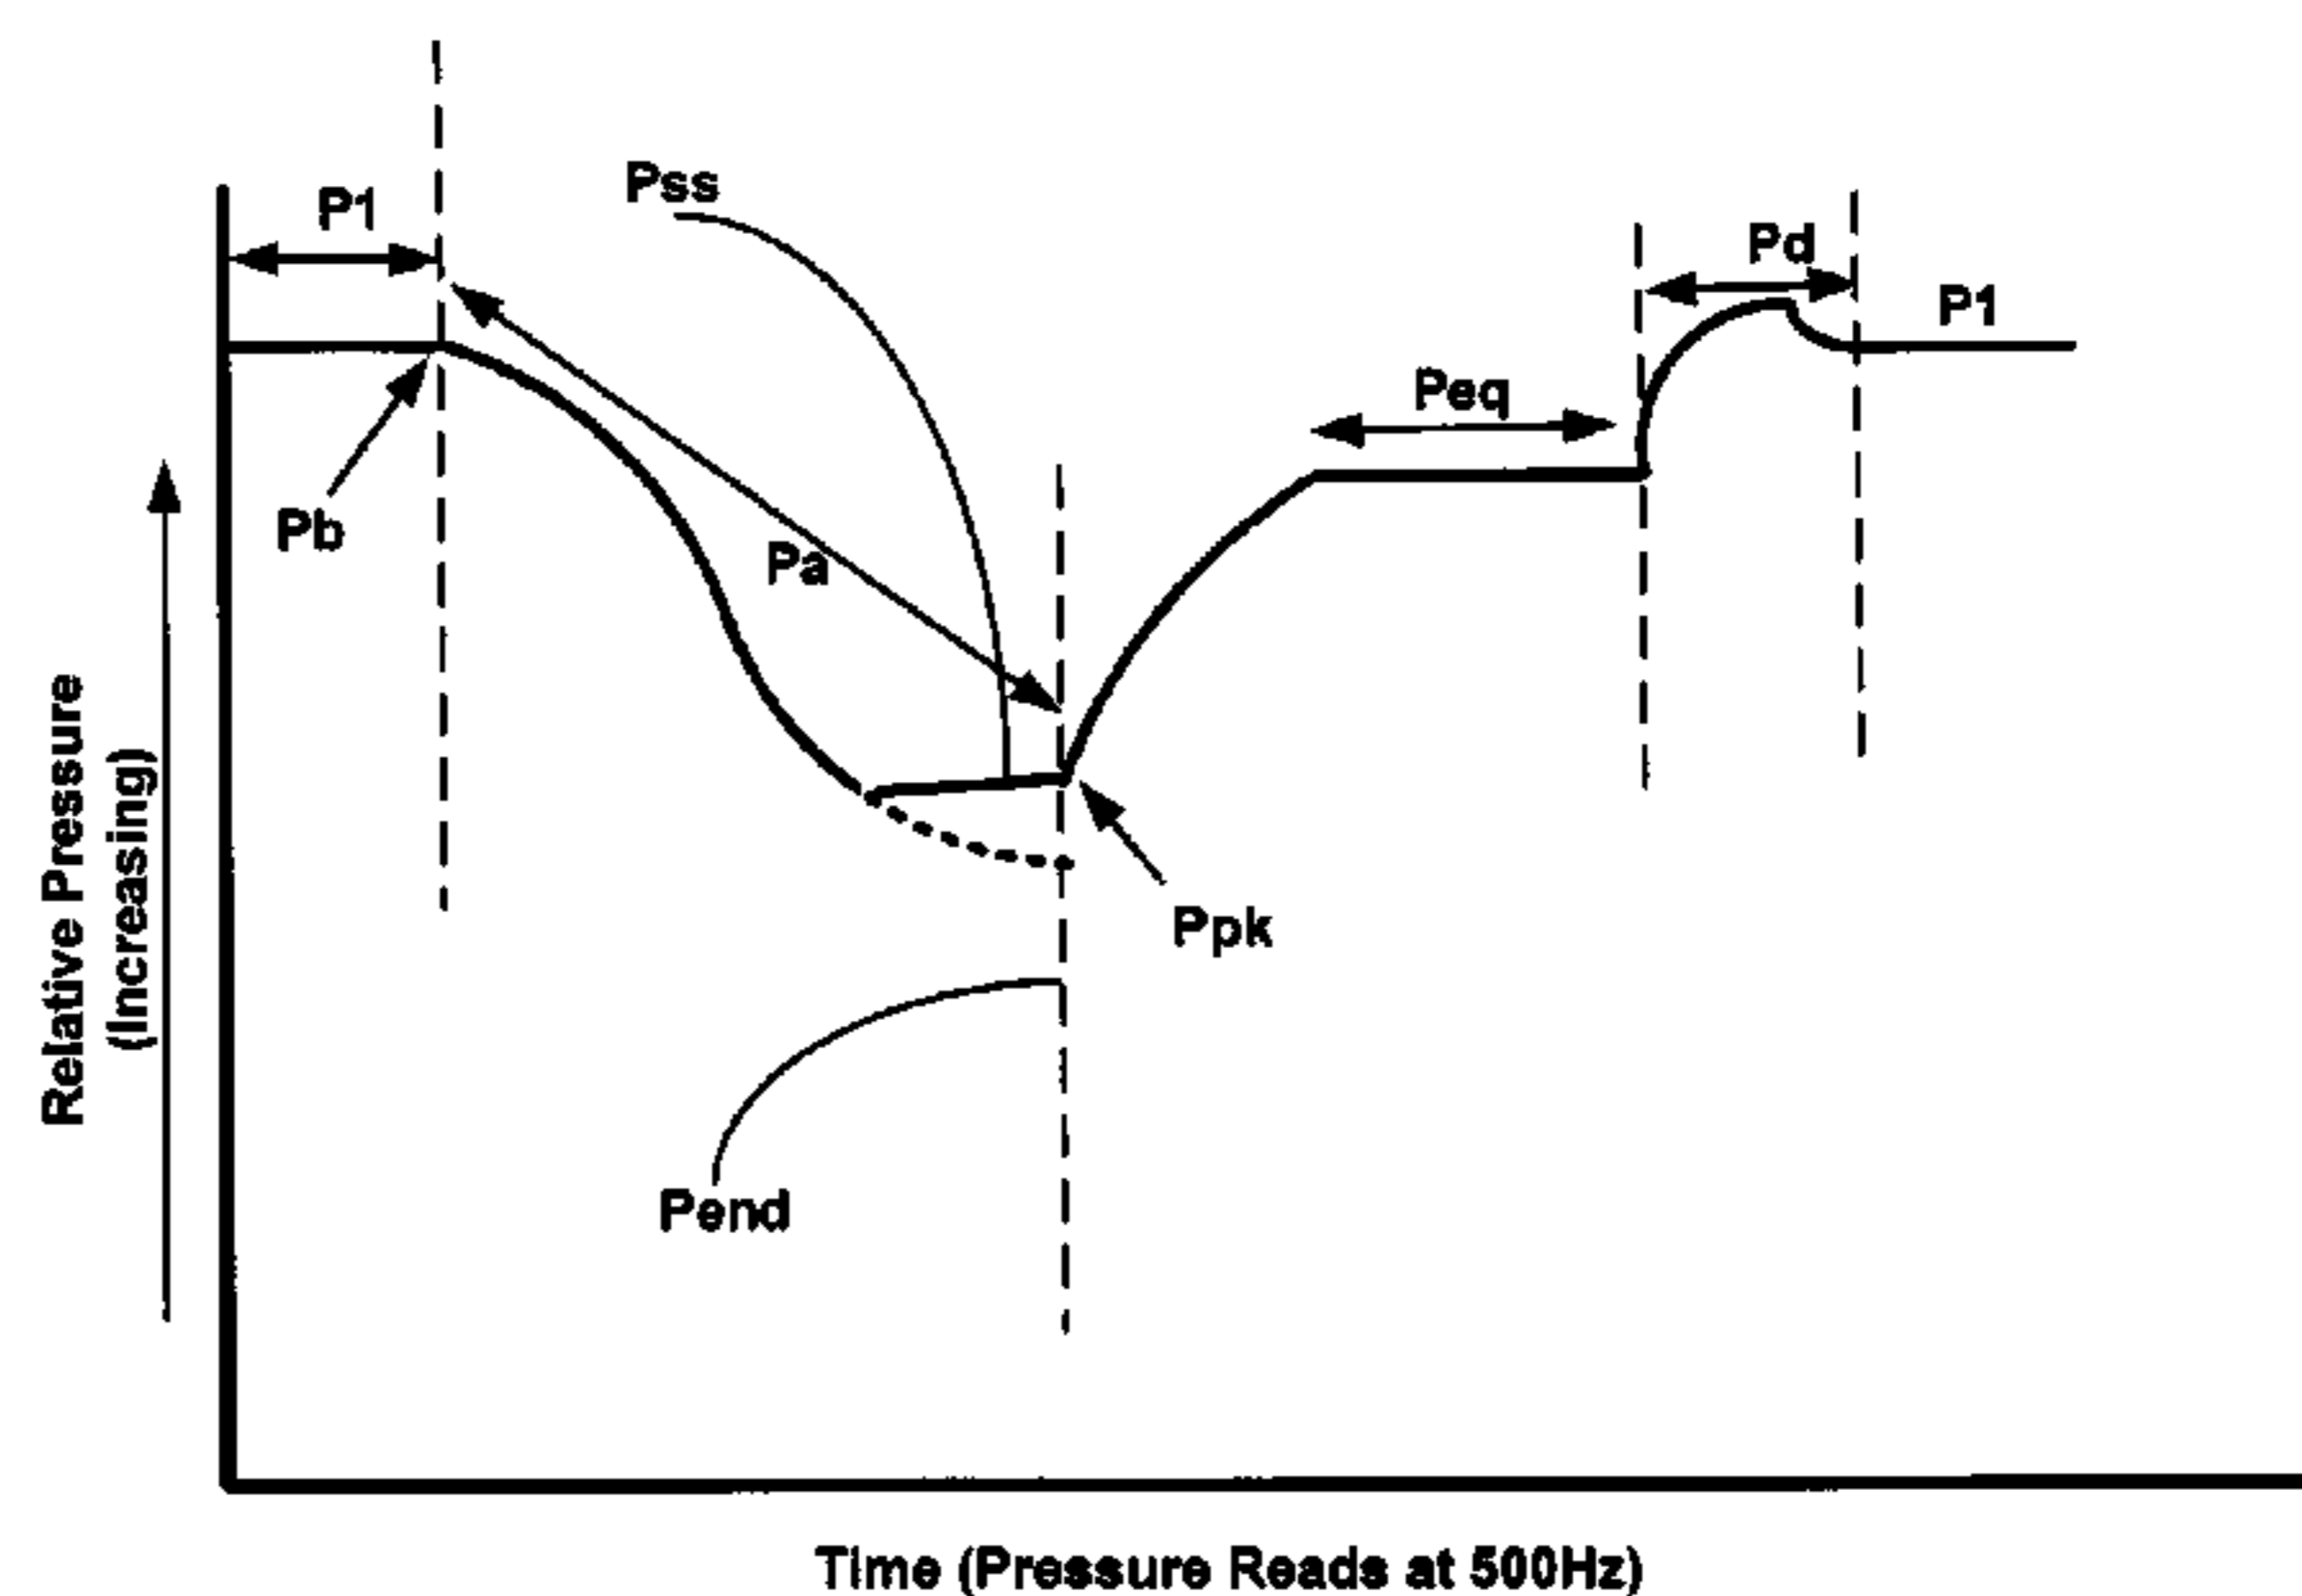 P1
Pss
Pd
P1
Peq
Pb
Pa
Relative Pressure
(Increasing)
Ppk
Pend
Time (Pressure Reads at 500Hz)